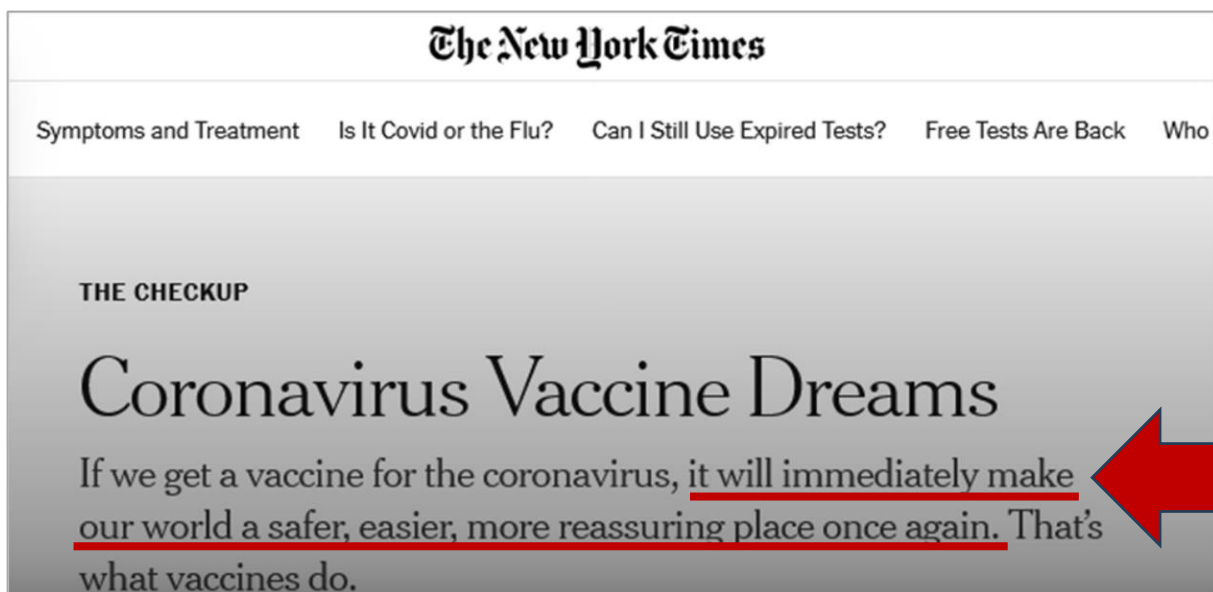 The New York Times
Symptoms and Treatment Is It Covid or the Flu? Can I Still Use Expired Tests? Free Tests Are Back Who
THE CHECKUP
Coronavirus Vaccine Dreams
If we get a vaccine for the coronavirus, it will immediately make
our world a safer, easier, more reassuring place once again. That’s
what vaccines do.